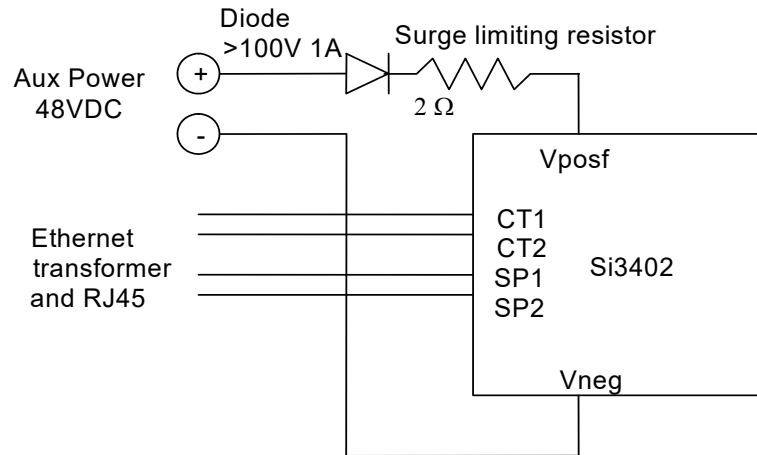 Diode
>100V 1A
Surge limiting resistor
Aux Power
48VDC
+
2 Ω
-
Vposf
CT1
CT2
SP1
SP2
Ethernet
transformer
and RJ45
Si3402
Vneg